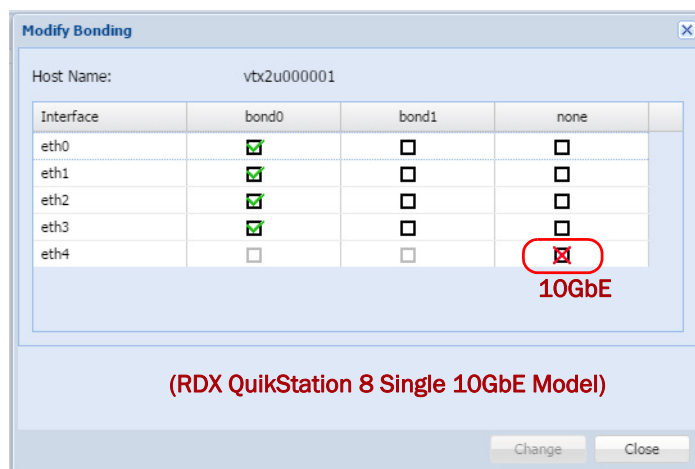 Modify Bonding
Host Name: vtx2u000001
Interface bond0 bond1 none
eth0
eth1
eth2
eth3
eth4
10GbE
(RDX QuikStation 8 Single 10GbE Model)
Change Close